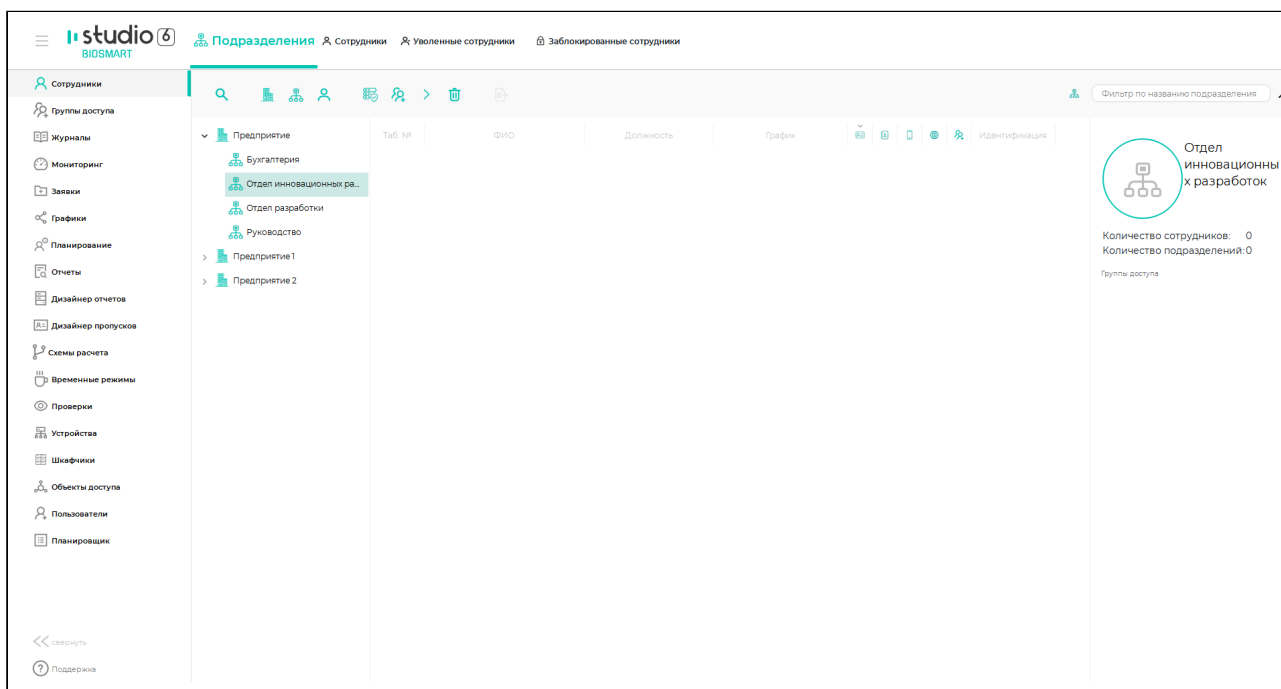 studio 6
BIOSMART
Подразделения Сотрудники Уволенные сотрудники Заблокированные сотрудники
Сотрудники
Группы доступа
Журналы
Мониторинг
Заявки
Графики
Планирование
Отчеты
Дизайнер отчетов
Дизайнер пропусков
Схемы расчета
Временные режимы
Проверки
Устройства
Шкафчики
Объекты доступа
Пользователи
Планировщик
свернуть
Поддержка
Фильтр по названию подразделения
Предприятие
Бухгалтерия
Отдел инновационных ра...
Отдел разработки
Руководство
Предприятие 1
Предприятие 2
Таб. № ФИО Должность График Идентификация
Отдел
инновационны
х разработок
Количество сотрудников: 0
Количество подразделений: 0
Группы доступа